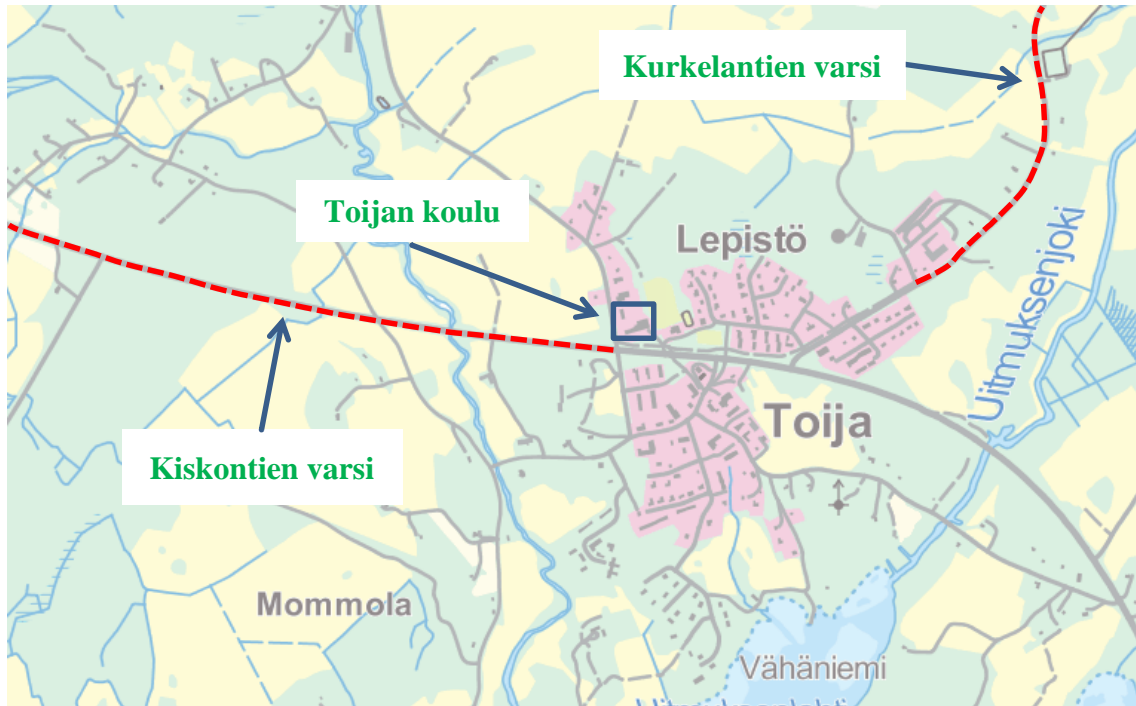 Kurkelantien varsi
Toijan koulu
Lepistö
Uitmuksenjoki
Toija
Kiskontien varsi
Mommola
Vähäniemi